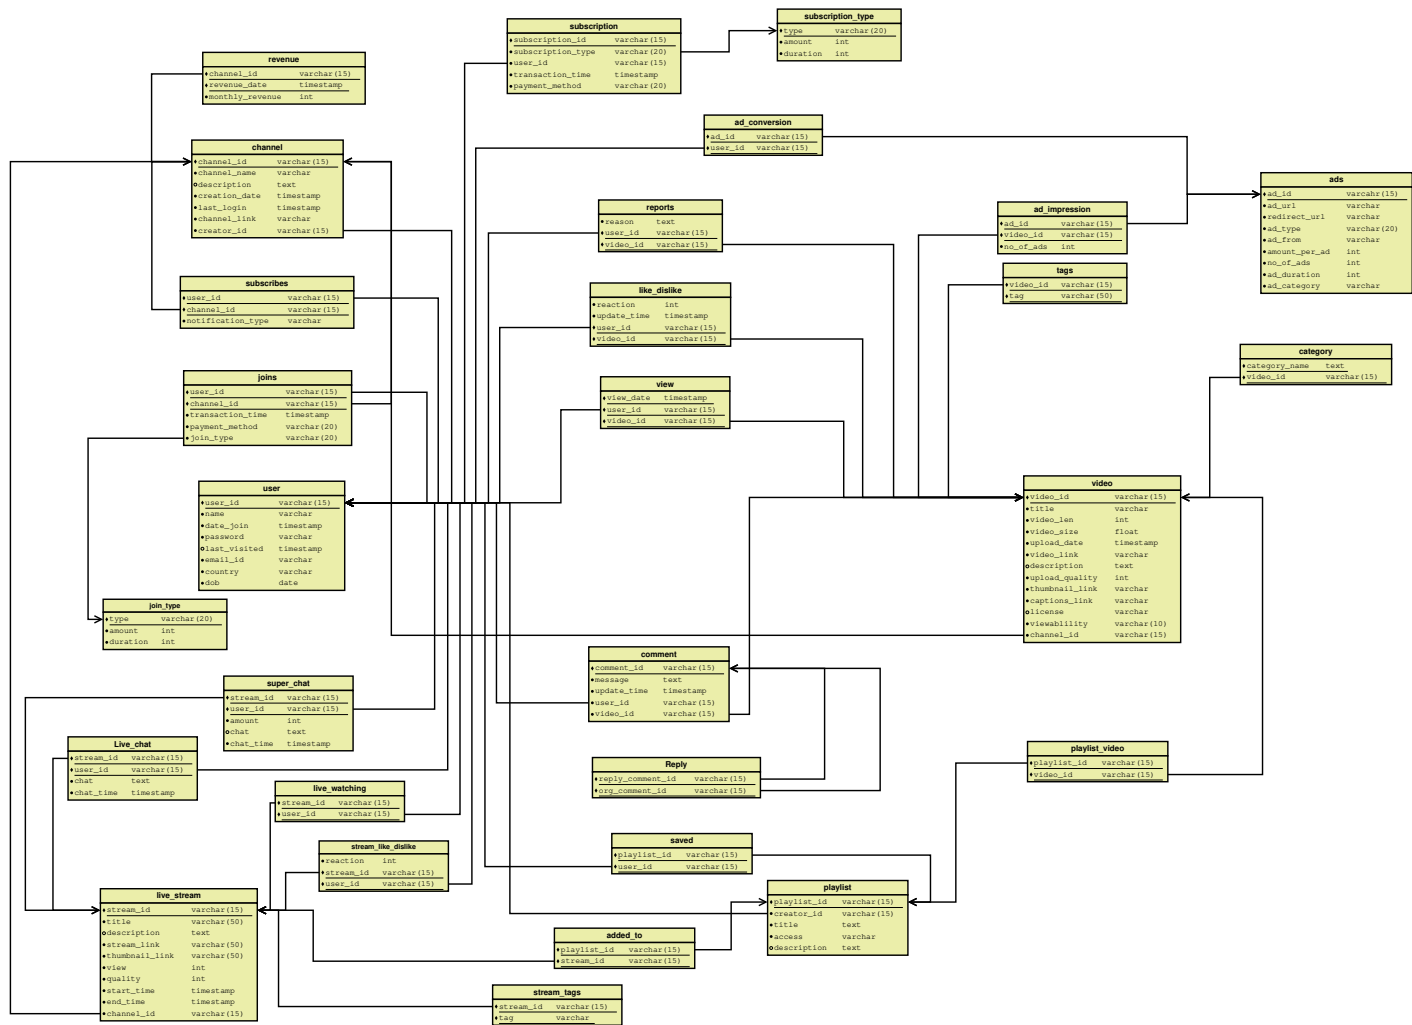 subscription
subscription_id varchar(15)
subscription_type varchar(20)
user_id varchar(15)
transaction_time timestamp
payment_method varchar(20)
subscription_type
type varchar(20)
amount int
duration int
revenue
channel_id varchar(15)
revenue_date timestamp
monthly_revenue int
ad_conversion
ad_id varchar(15)
user_id varchar(15)
channel
channel_id varchar(15)
channel_name varchar
description text
creation_date timestamp
last_login timestamp
channel_link varchar
creator_id varchar(15)
ads
ad_id varcahr(15)
ad_url varchar
redirect_url varchar
ad_type varchar(20)
ad_from varchar
amount_per_ad int
no_of_ads int
ad_duration int
ad_category varchar
reports
reason text
user_id varchar(15)
video_id varchar(15)
ad_impression
ad_id varchar(15)
video_id varchar(15)
no_of_ads int
tags
video_id varchar(15)
tag varchar(50)
subscribes
user_id varchar(15)
channel_id varchar(15)
notification_type varchar
like_dislike
reaction int
update_time timestamp
user_id varchar(15)
video_id varchar(15)
category
category_name text
video_id varchar(15)
joins
user_id varchar(15)
channel_id varchar(15)
transaction_time timestamp
payment_method varchar(20)
join_type varchar(20)
view
view_date timestamp
user_id varchar(15)
video_id varchar(15)
user
user_id varchar(15)
name varchar
date_join timestamp
password varchar
last_visited timestamp
email_id varchar
country varchar
dob date
video
video_id varchar(15)
title varchar
video_len int
video_size float
upload_date timestamp
video_link varchar
description text
upload_quality int
thumbnail_link varchar
captions_link varchar
license varchar
viewablility varchar(10)
channel_id varchar(15)
join_type
type varchar(20)
amount int
duration int
comment
comment_id varchar(15)
message text
update_time timestamp
user_id varchar(15)
video_id varchar(15)
super_chat
stream_id varchar(15)
user_id varchar(15)
amount int
chat text
chat_time timestamp
Live_chat
stream_id varchar(15)
user_id varchar(15)
chat text
chat_time timestamp
playlist_video
playlist_id varchar(15)
video_id varchar(15)
Reply
reply_comment_id varchar(15)
org_comment_id varchar(15)
live_watching
stream_id varchar(15)
user_id varchar(15)
saved
playlist_id varchar(15)
user_id varchar(15)
stream_like_dislike
reaction int
stream_id varchar(15)
user_id varchar(15)
playlist
playlist_id varchar(15)
creator_id varchar(15)
title text
access varchar
description text
live_stream
stream_id varchar(15)
title varchar(50)
description text
stream_link varchar(50)
thumbnail_link varchar(50)
view int
quality int
start_time timestamp
end_time timestamp
channel_id varchar(15)
added_to
playlist_id varchar(15)
stream_id varchar(15)
stream_tags
stream_id varchar(15)
tag varchar